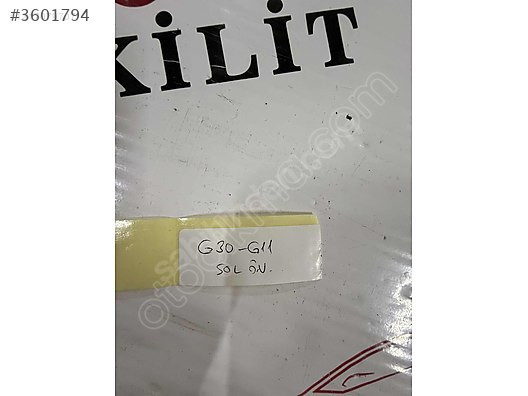 #3601794
KİLİT
G30-G11
SOL ÖN.